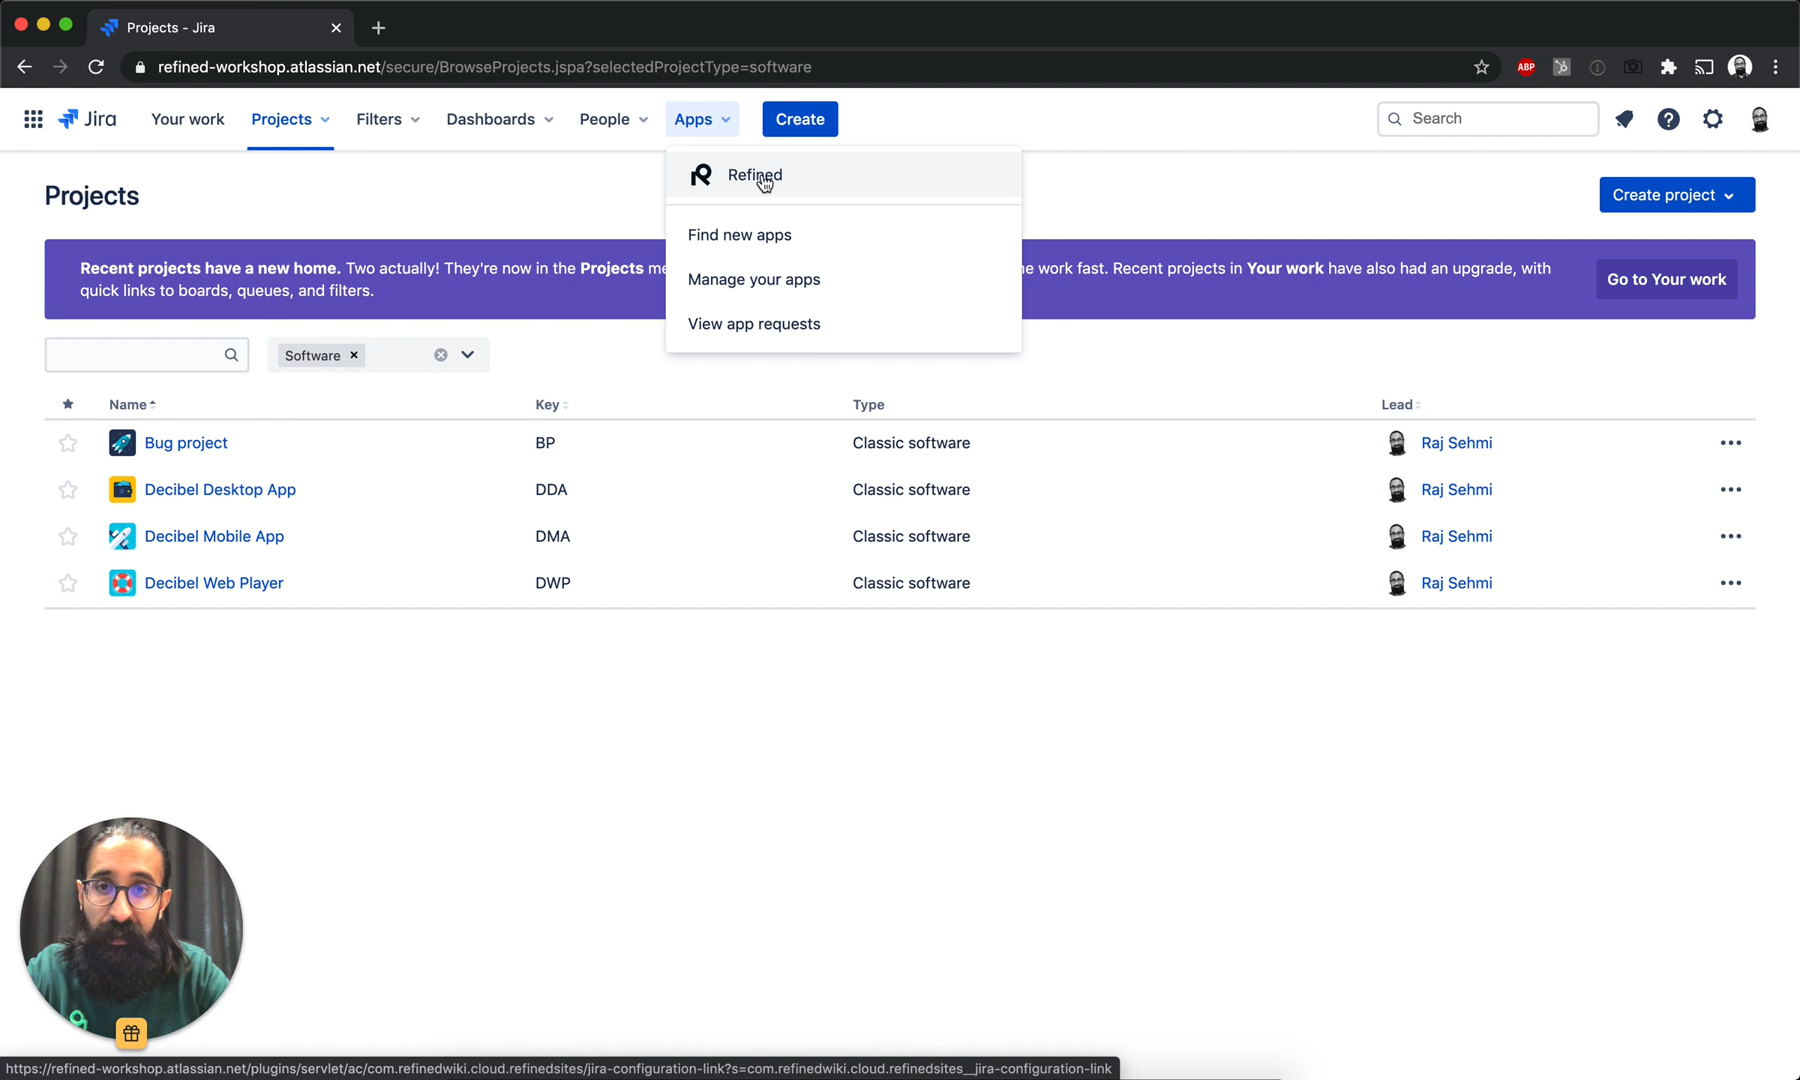 Projects - Jira
refined-workshop.atlassian.net/secure/BrowseProjects.jspa?selectedProjectType=software
ABP
Jira Your work Projects Filters Dashboards People Apps Create Search
Refined
Projects
Create project
Find new apps
Manage your apps
View app requests
Recent projects have a new home. Two actually! They're now in the Projects me
e work fast. Recent projects in Your work have also had an upgrade, with
quick links to boards, queues, and filters.
Go to Your work
Software
Name Key Type Lead
Bug project BP Classic software Raj Sehmi
Decibel Desktop App DDA Classic software Raj Sehmi
Decibel Mobile App DMA Classic software Raj Sehmi
Decibel Web Player DWP Classic software Raj Sehmi
https://refined-workshop.atlassian.net/plugins/servlet/ac/com.refinedwiki.cloud.refinedsites/jira-configuration-link?s=com.refinedwiki.cloud.refinedsites__jira-configuration-link